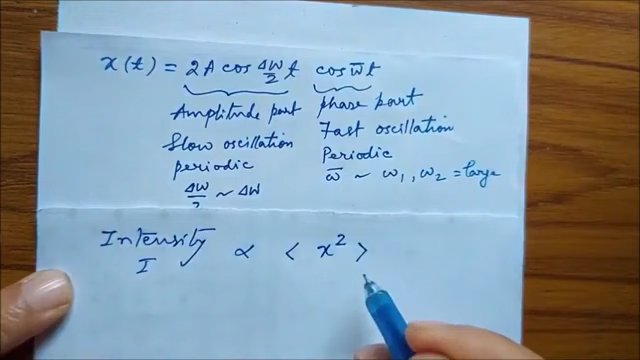 x(t) = 2A cos Δω/2 t cos ω̅t
Amplitude part phase part
Slow oscillation Fast oscillation
periodic Periodic
Δω/2 ~ Δω ω̅ ~ ω₁, ω₂ = large
Intensity ∝ < x² >
I